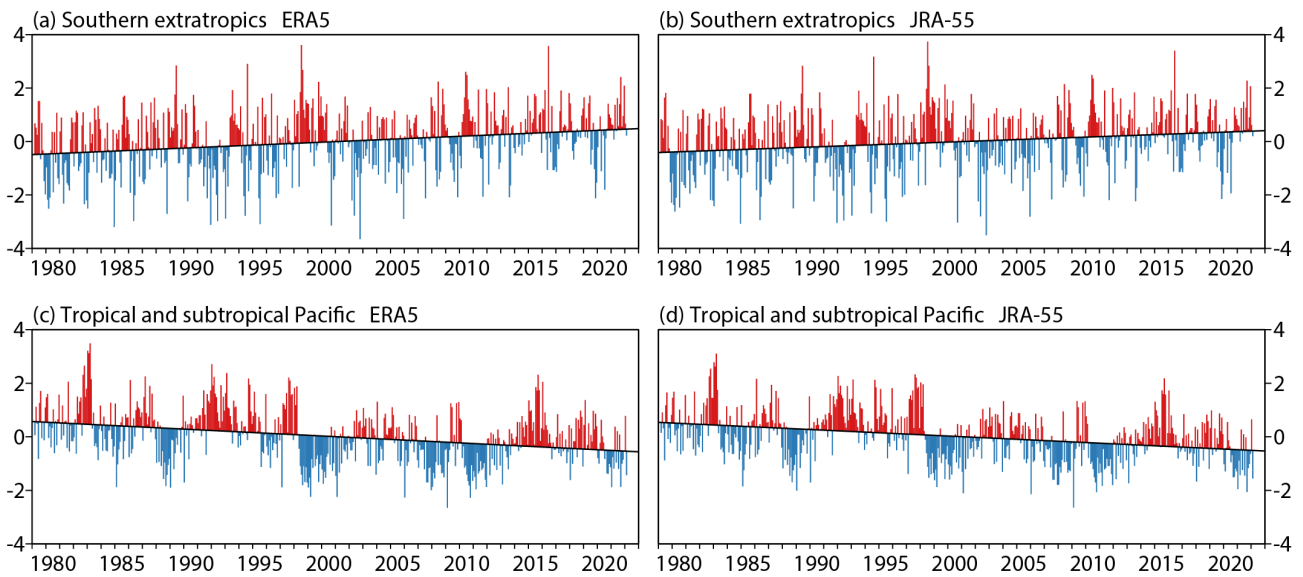 (a) Southern extratropics ERA5
4
2
0
-2
-4
1980 1985 1990 1995 2000 2005 2010 2015 2020
(b) Southern extratropics JRA-55
4
2
0
-2
-4
1980 1985 1990 1995 2000 2005 2010 2015 2020
(c) Tropical and subtropical Pacific ERA5
4
2
0
-2
-4
1980 1985 1990 1995 2000 2005 2010 2015 2020
(d) Tropical and subtropical Pacific JRA-55
4
2
0
-2
-4
1980 1985 1990 1995 2000 2005 2010 2015 2020